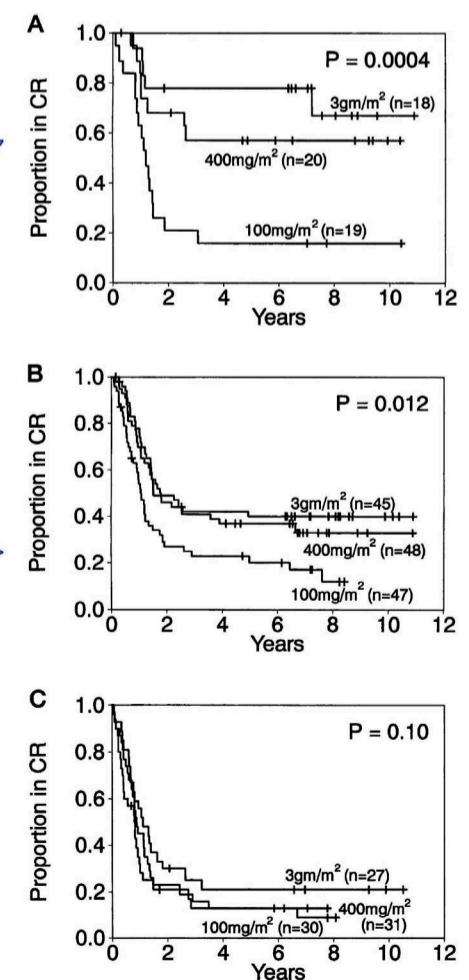 A
Proportion in CR
1.0
0.8
0.6
0.4
0.2
0.0
P = 0.0004
3gm/m² (n=18)
400mg/m² (n=20)
100mg/m² (n=19)
0 2 4 6 8 10 12
Years
B
Proportion in CR
1.0
0.8
0.6
0.4
0.2
0.0
P = 0.012
3gm/m² (n=45)
400mg/m² (n=48)
100mg/m² (n=47)
0 2 4 6 8 10 12
Years
C
Proportion in CR
1.0
0.8
0.6
0.4
0.2
0.0
P = 0.10
3gm/m² (n=27)
400mg/m²
(n=31)
100mg/m² (n=30)
0 2 4 6 8 10 12
Years